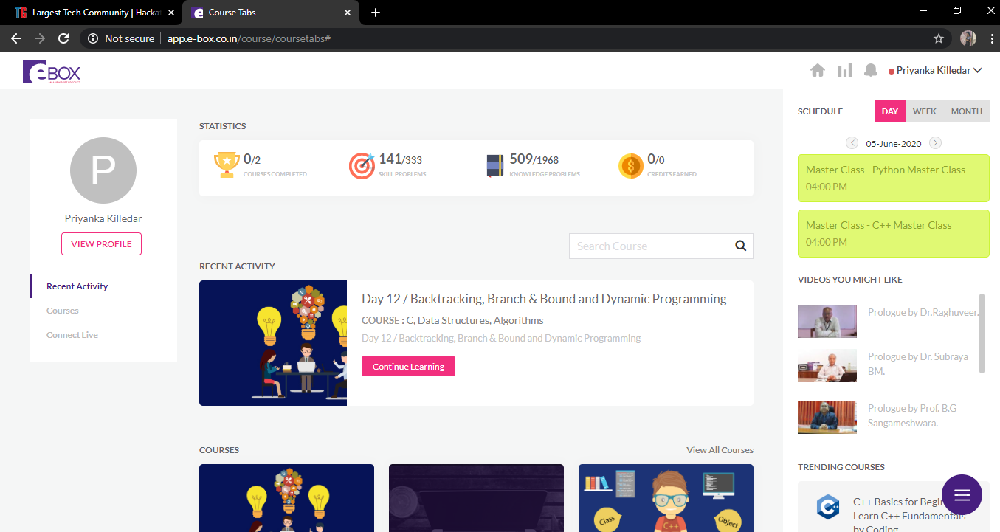 TG Largest Tech Community | Hacka
Course Tabs
Not secure | app.e-box.co.in/course/coursetabs#
eBOX
Priyanka Killedar
STATISTICS
0/2
COURSES COMPLETED
141/333
SKILL PROBLEMS
509/1968
KNOWLEDGE PROBLEMS
0/0
CREDITS EARNED
P
Priyanka Killedar
VIEW PROFILE
Recent Activity
Courses
Connect Live
Search Course
RECENT ACTIVITY
Day 12 / Backtracking, Branch & Bound and Dynamic Programming
COURSE : C, Data Structures, Algorithms
Day 12 / Backtracking, Branch & Bound and Dynamic Programming
Continue Learning
COURSES
View All Courses
Class
C++
Object
SCHEDULE
DAY WEEK MONTH
05-June-2020
Master Class - Python Master Class
04:00 PM
Master Class - C++ Master Class
04:00 PM
VIDEOS YOU MIGHT LIKE
Prologue by Dr.Raghuveer.
Prologue by Dr. Subraya
BM.
Prologue by Prof. B.G
Sangameshwara.
TRENDING COURSES
C++ Basics for Begin
Learn C++ Fundamentals
by Coding